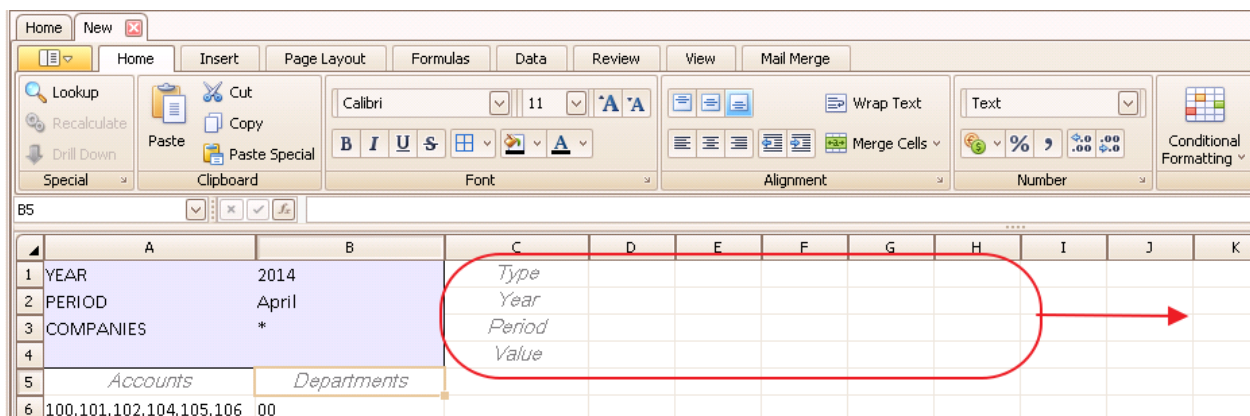 Home New
Home Insert Page Layout Formulas Data Review View Mail Merge
Lookup
Recalculate
Drill Down
Special
Paste
Cut
Copy
Paste Special
Clipboard
Calibri 11 A A
B I U S A
Font
Wrap Text
Merge Cells
Alignment
Text
% , .00 .00
Number
Conditional
Formatting
B5 fx
A B C D E F G H I J K
1 YEAR 2014 Type
2 PERIOD April Year
3 COMPANIES * Period
4 Value
5 Accounts Departments
6 100,101,102,104,105,106 00